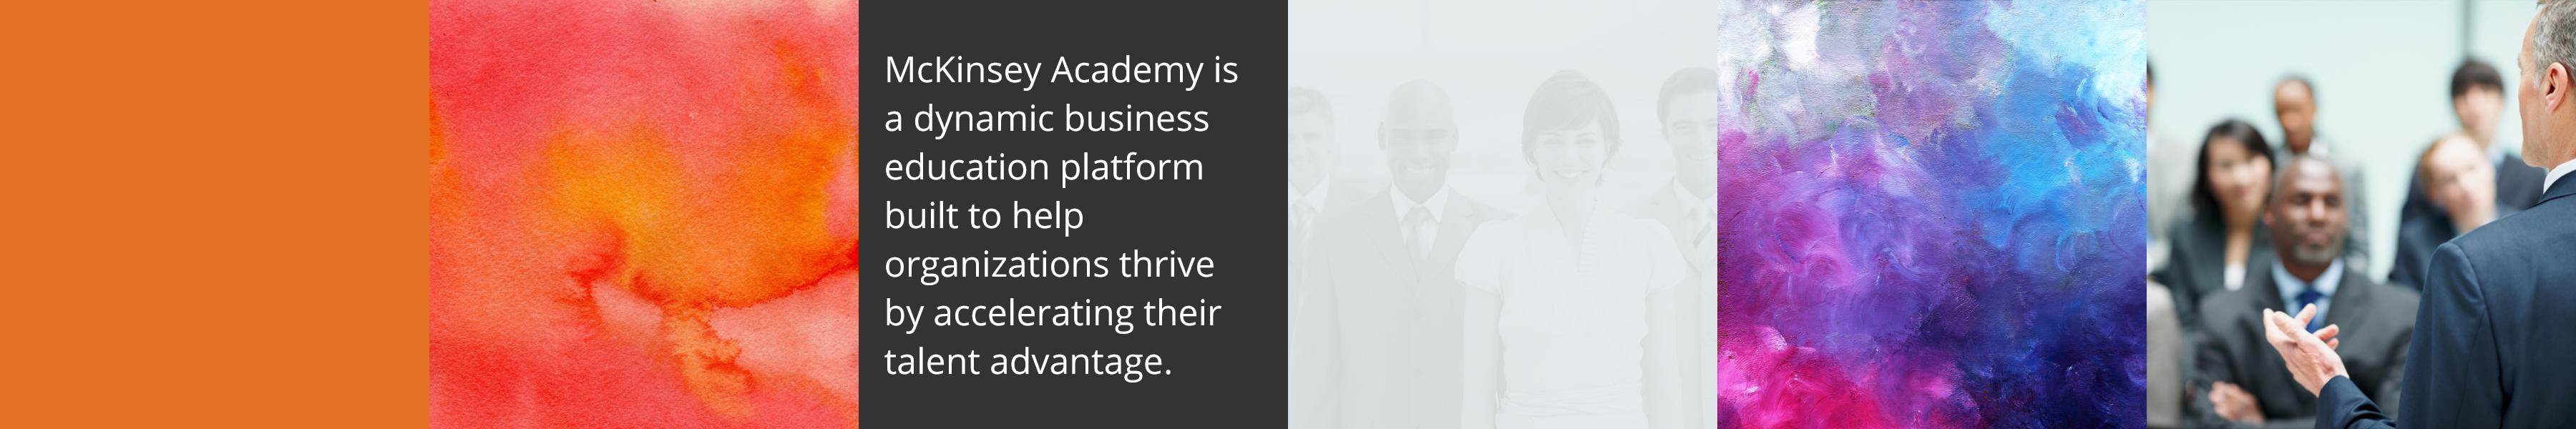 McKinsey Academy is
a dynamic business
education platform
built to help
organizations thrive
by accelerating their
talent advantage.